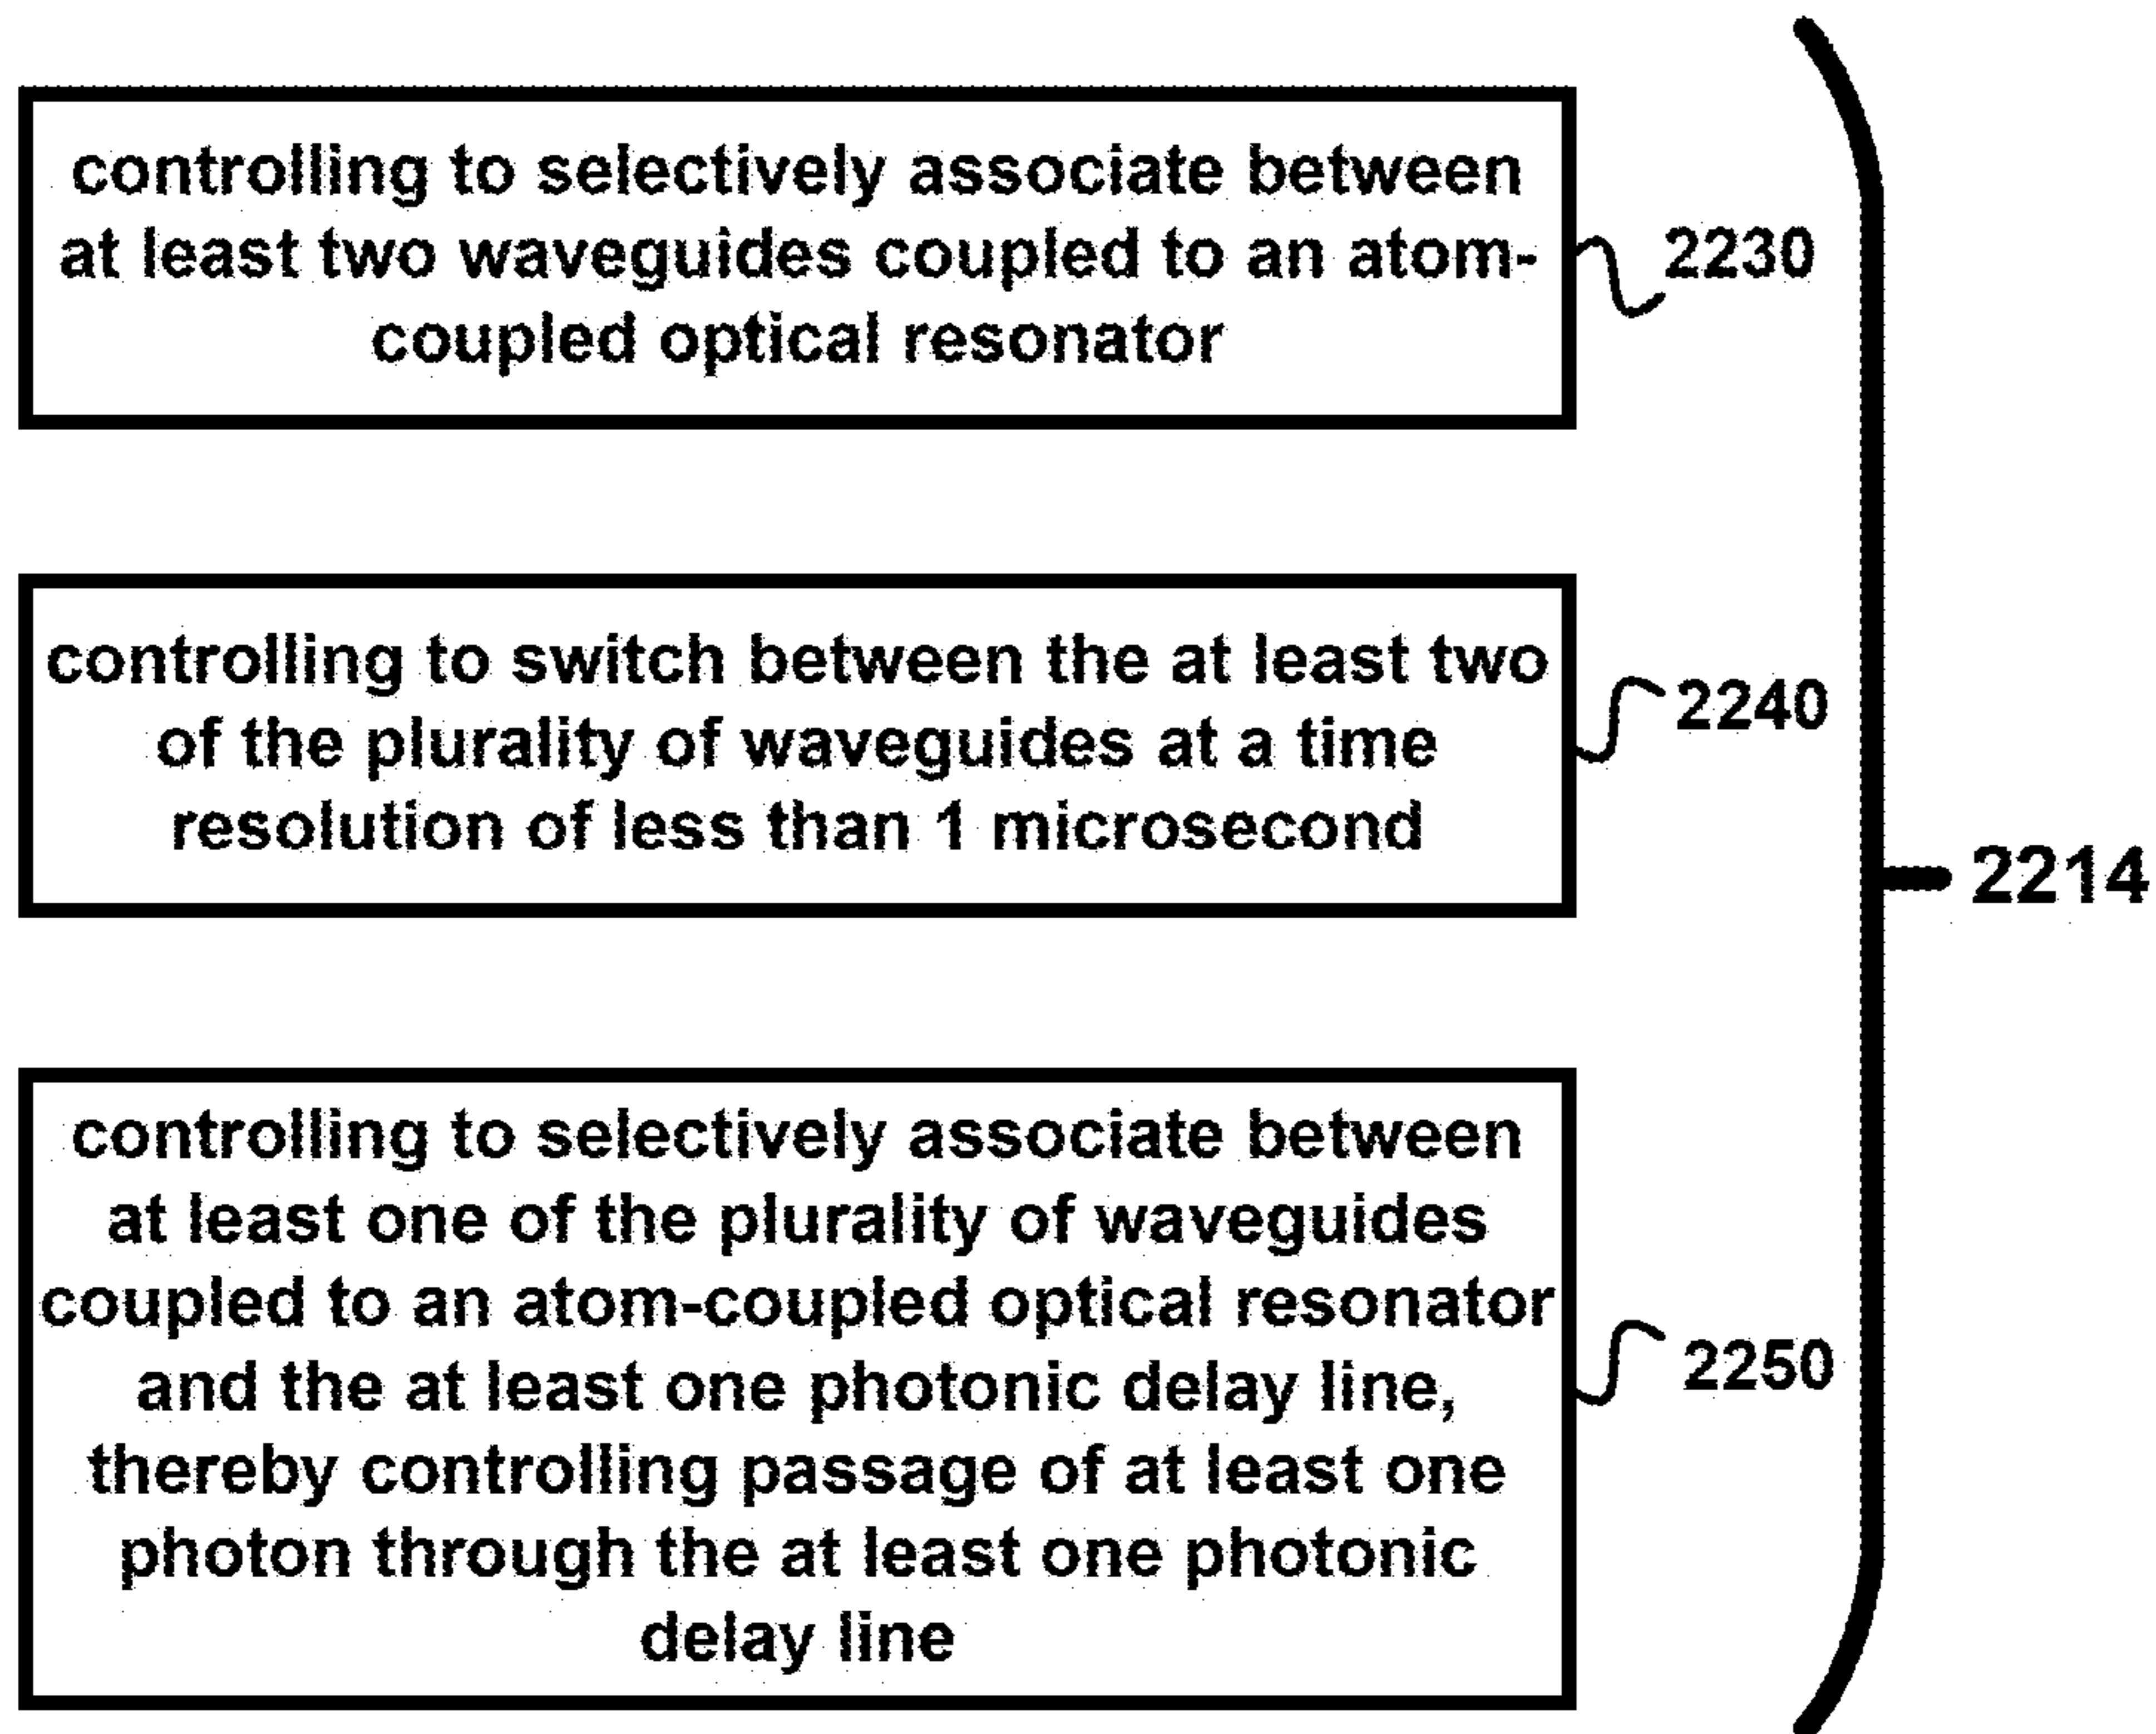 controlling to selectively associate between
at least two waveguides coupled to an atom-
coupled optical resonator
2230
controlling to switch between the at least two
of the plurality of waveguides at a time
resolution of less than 1 microsecond
2240
2214
controlling to selectively associate between
at least one of the plurality of waveguides
coupled to an atom-coupled optical resonator
and the at least one photonic delay line,
thereby controlling passage of at least one
photon through the at least one photonic
delay line
2250